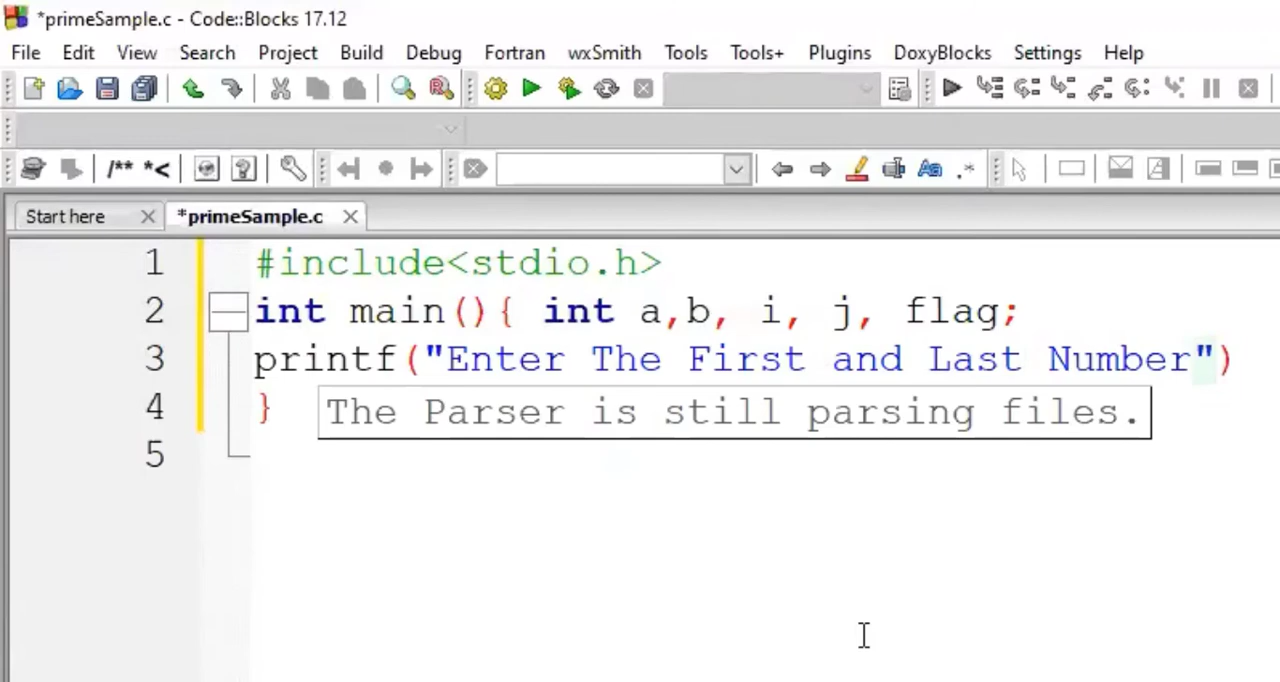 *primeSample.c - Code::Blocks 17.12
File Edit View Search Project Build Debug Fortran wxSmith Tools Tools+ Plugins DoxyBlocks Settings Help
/** *<
Start here *primeSample.c
1 #include<stdio.h>
2 int main(){ int a,b, i, j, flag;
3 printf("Enter The First and Last Number")
4 }
The Parser is still parsing files.
5